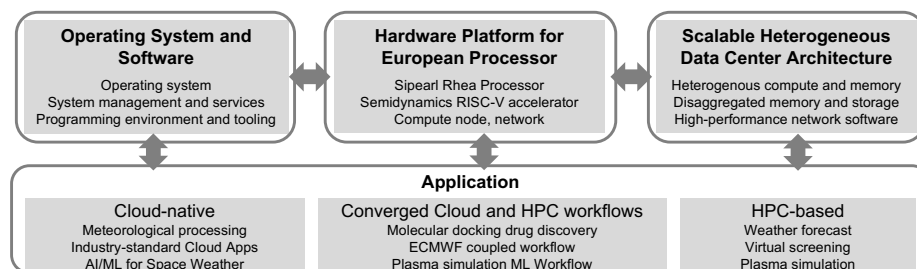 Operating System and
Software
Operating system
System management and services
Programming environment and tooling
Hardware Platform for
European Processor
Sipearl Rhea Processor
Semidynamics RISC-V accelerator
Compute node, network
Scalable Heterogeneous
Data Center Architecture
Heterogenous compute and memory
Disaggregated memory and storage
High-performance network software
Application
Cloud-native
Meteorological processing
Industry-standard Cloud Apps
AI/ML for Space Weather
Converged Cloud and HPC workflows
Molecular docking drug discovery
ECMWF coupled workflow
Plasma simulation ML Workflow
HPC-based
Weather forecast
Virtual screening
Plasma simulation